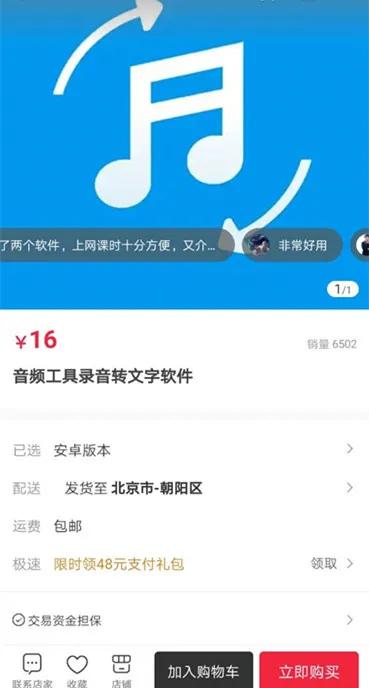 了两个软件，上网课时十分方便，又介...
非常好用
1/1
￥16
销量 6502
音频工具录音转文字软件
已选 安卓版本
配送 发货至 北京市-朝阳区
运费 包邮
极速 限时领48元支付礼包 领取
交易资金担保
联系店家 收藏 店铺 加入购物车 立即购买